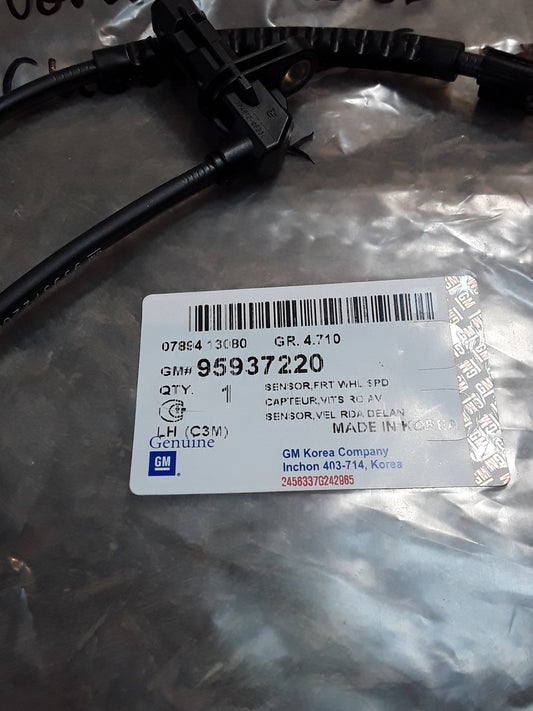 07894 13080 GR. 4.710
GM# 95937220
QTY. 1
SENSOR,FRT WHL SPD
CAPTEUR,VITS RO AV
SENSOR,VEL RDA DELAN
LH (C3M)
MADE IN KOREA
Genuine
GM
GM Korea Company
Inchon 403-714, Korea
2456337G242965